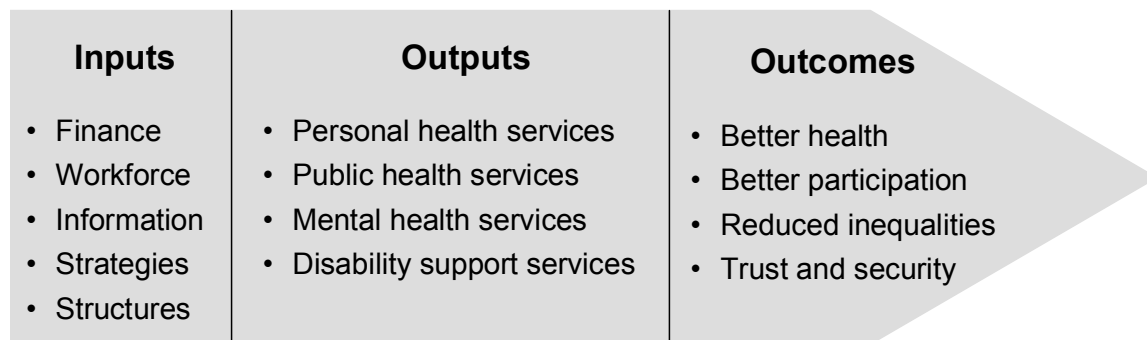 Inputs
• Finance
• Workforce
• Information
• Strategies
• Structures
Outputs
• Personal health services
• Public health services
• Mental health services
• Disability support services
Outcomes
• Better health
• Better participation
• Reduced inequalities
• Trust and security